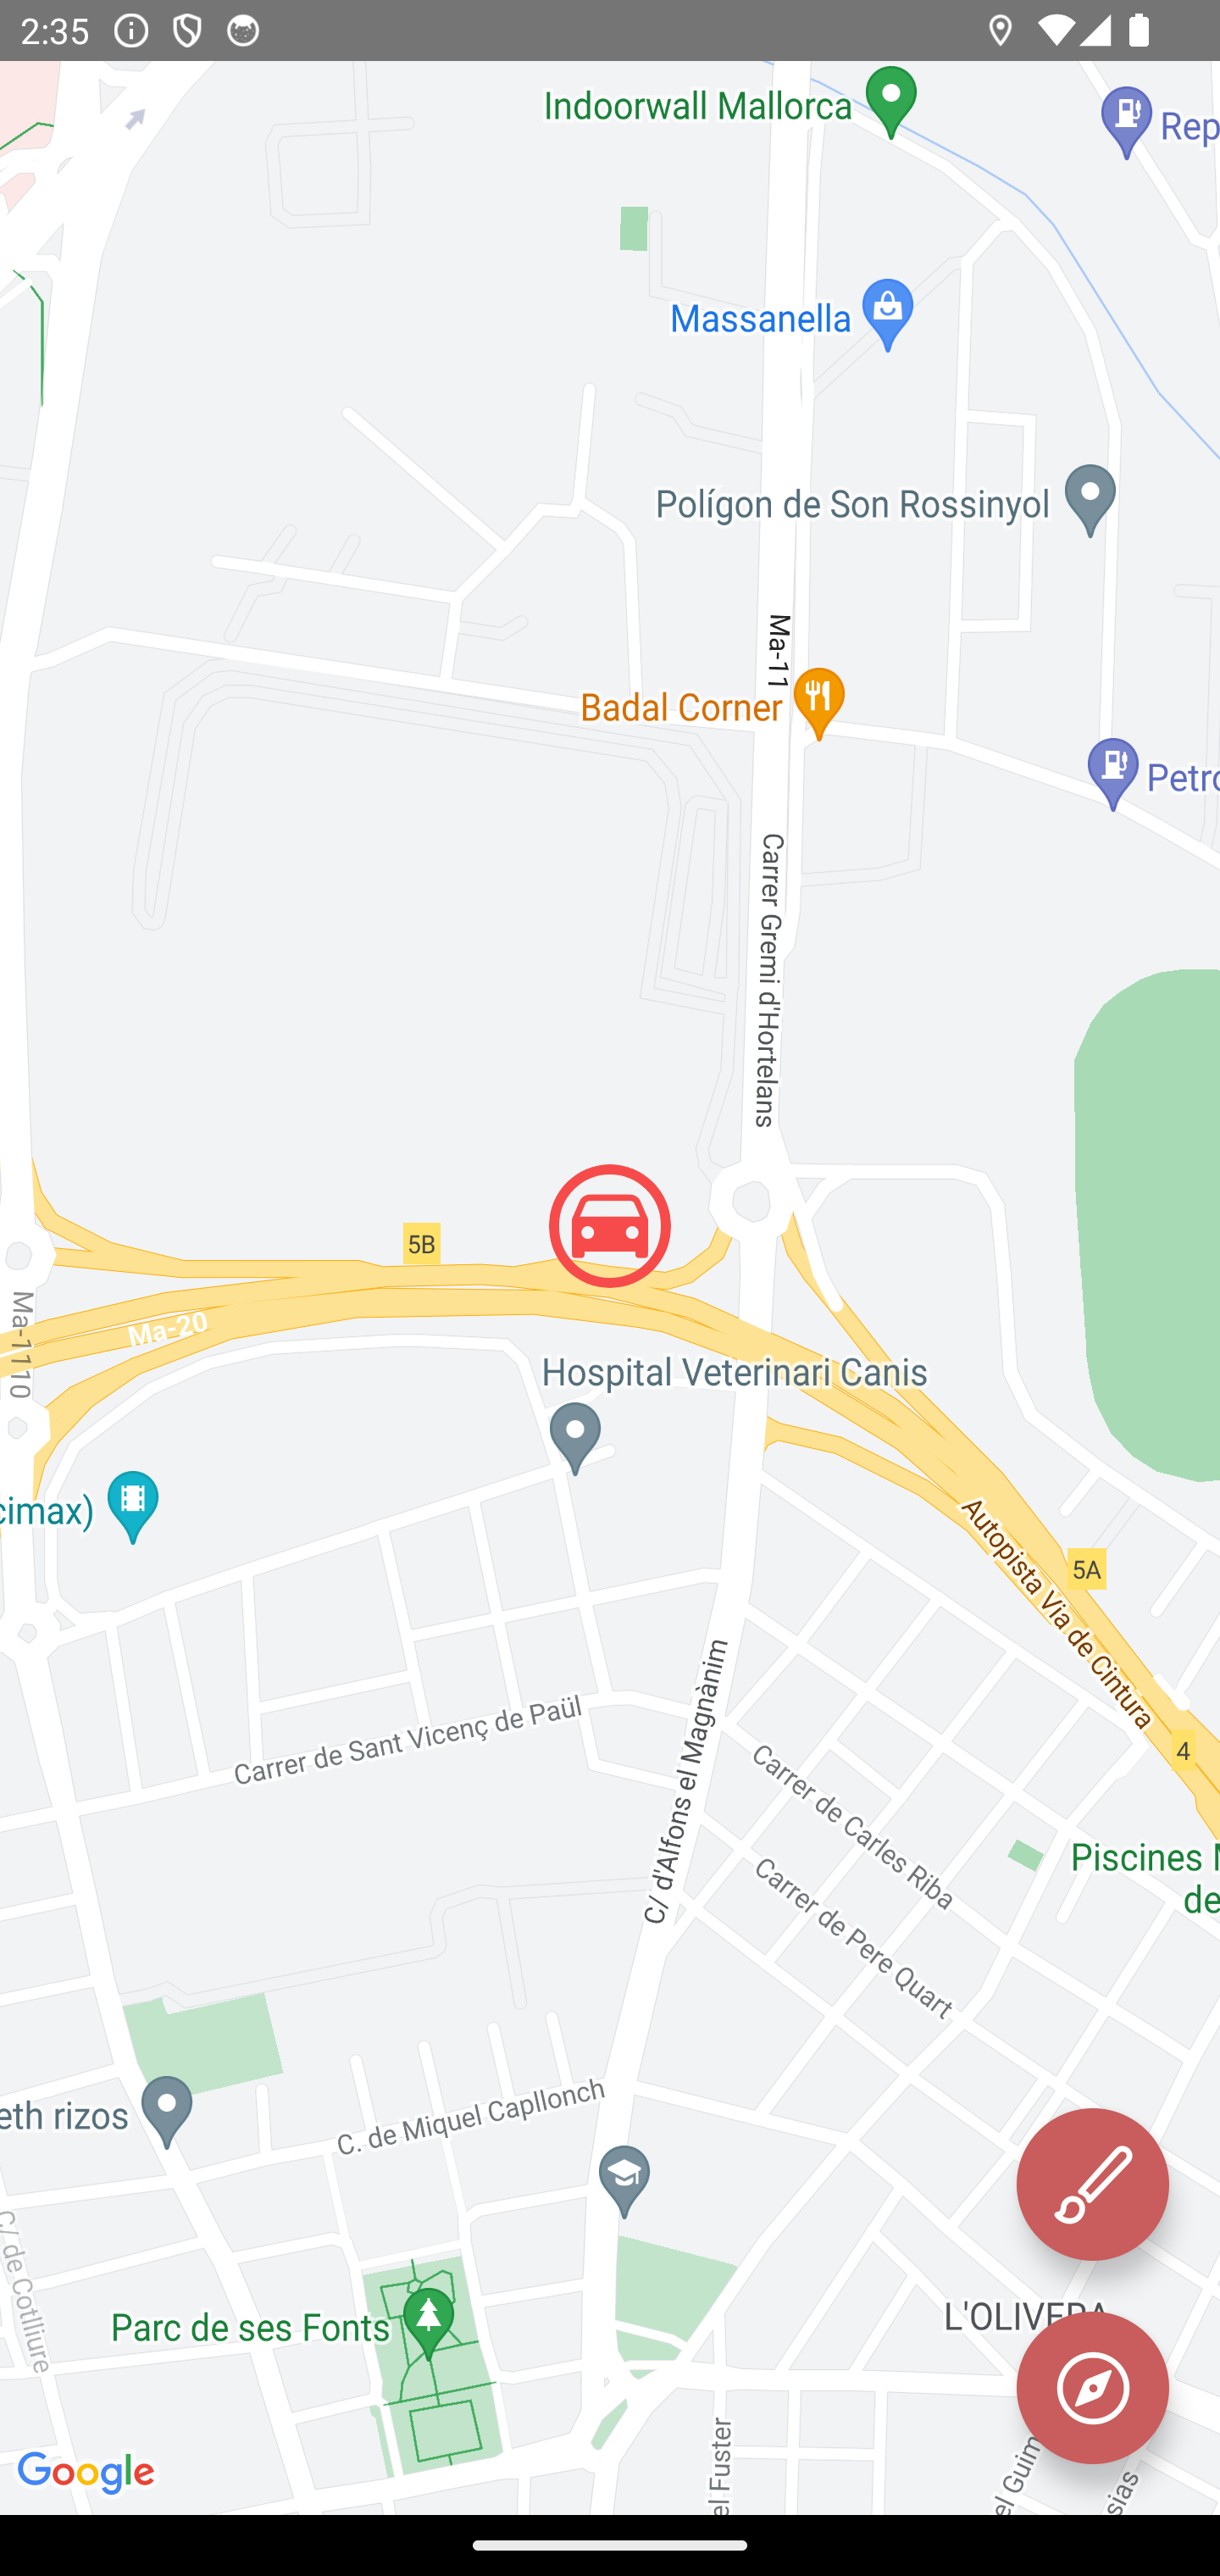 2:35
Indoorwall Mallorca
Rep
Massanella
Polígon de Son Rossinyol
Ma-11
Badal Corner
Petro
Carrer Gremi d'Hortelans
5B
Ma-20
Ma-1110
Hospital Veterinari Canis
cimax)
Autopista Via de Cintura
5A
4
Carrer de Sant Vicenç de Paül
C/ d'Alfons el Magnànim
Carrer de Carles Riba
Carrer de Pere Quart
Piscines
de
eth rizos
C. de Miquel Capllonch
C/ de Cotlliure
Parc de ses Fonts
L'OLIVERA
el Fuster
el Guim
sias
Google